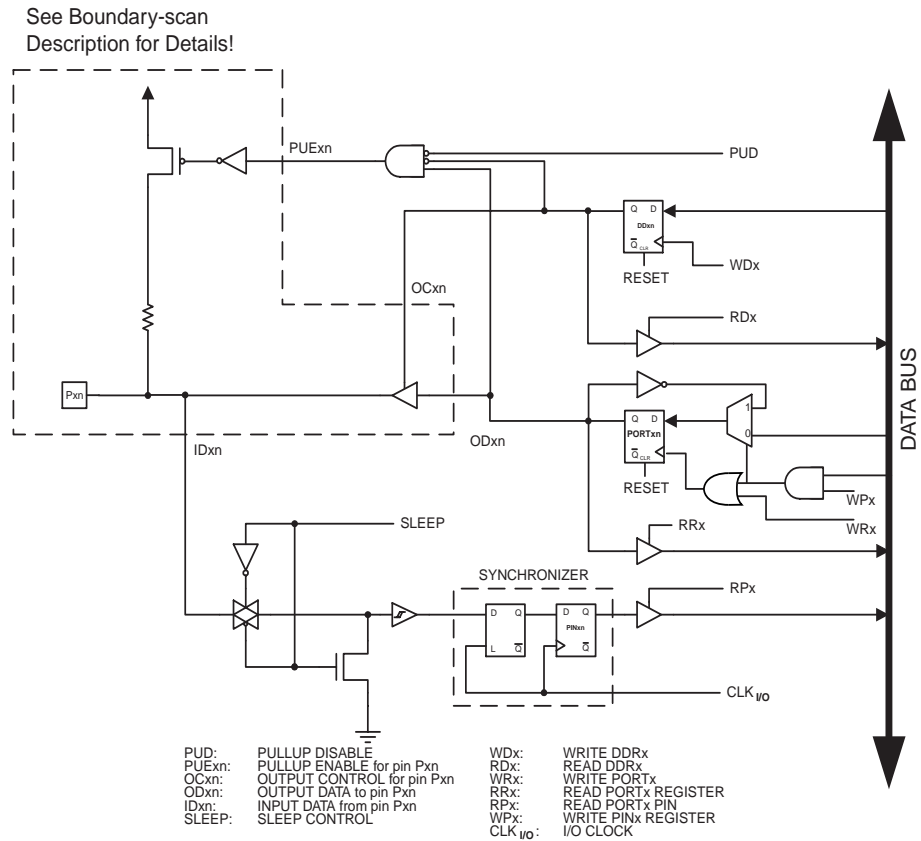 See Boundary-scan
Description for Details!
PUExn
PUD
Q D
DDxn
Q CLR
WDx
RESET
OCxn
RDx
Pxn
1
Q D
PORTxn
0
ODxn
IDxn
Q CLR
RESET
WPx
WRx
SLEEP
RRx
SYNCHRONIZER
RPx
D Q
D Q
PINxn
L Q
Q
CLK I/O
DATA BUS
PUD: PULLUP DISABLE
PUExn: PULLUP ENABLE for pin Pxn
OCxn: OUTPUT CONTROL for pin Pxn
ODxn: OUTPUT DATA to pin Pxn
IDxn: INPUT DATA from pin Pxn
SLEEP: SLEEP CONTROL
WDx: WRITE DDRx
RDx: READ DDRx
WRx: WRITE PORTx
RRx: READ PORTx REGISTER
RPx: READ PORTx PIN
WPx: WRITE PINx REGISTER
CLK I/O: I/O CLOCK